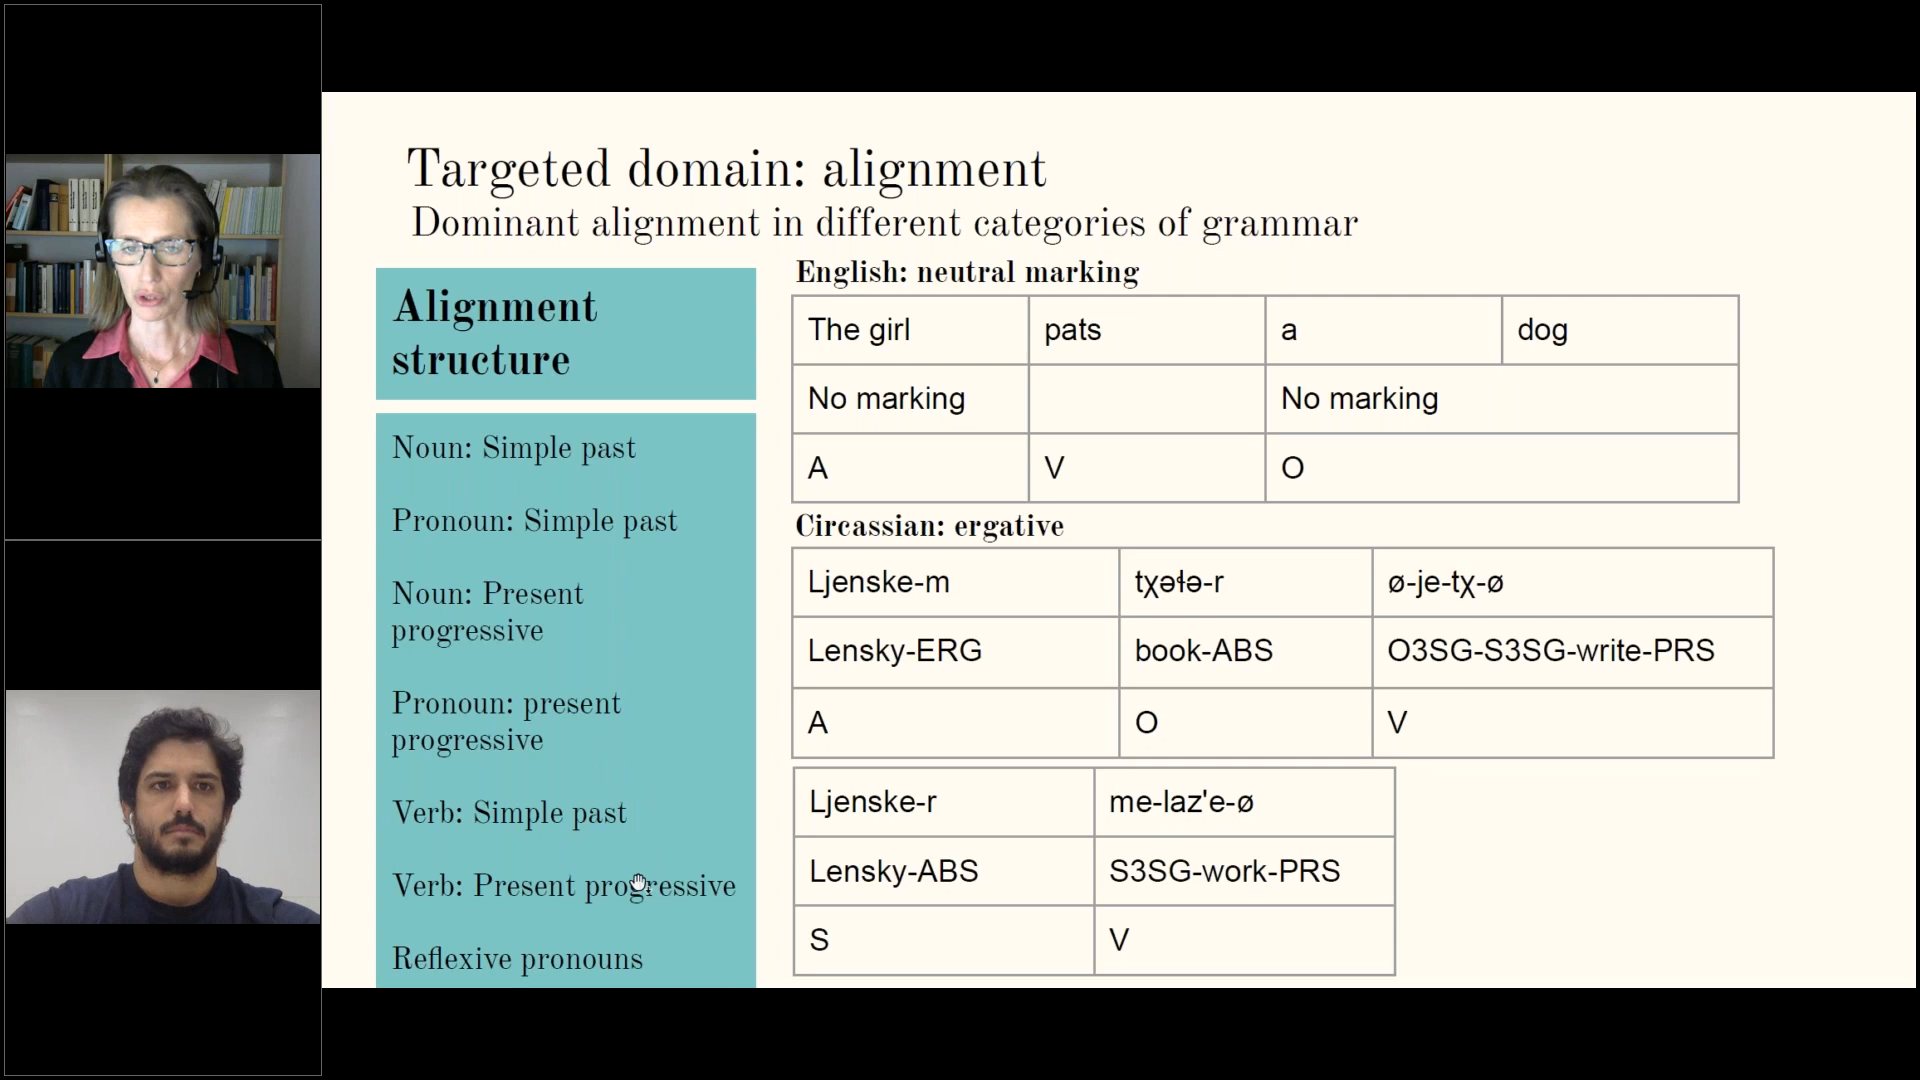 Targeted domain: alignment
Dominant alignment in different categories of grammar
Alignment
structure
Noun: Simple past
Pronoun: Simple past
Noun: Present
progressive
Pronoun: present
progressive
Verb: Simple past
Verb: Present progressive
Reflexive pronouns
English: neutral marking
The girl pats a dog
No marking No marking
A V O
Circassian: ergative
Ljenske-m tχəɬə-r ø-je-tχ-ø
Lensky-ERG book-ABS O3SG-S3SG-write-PRS
A O V
Ljenske-r me-laz'e-ø
Lensky-ABS S3SG-work-PRS
S V